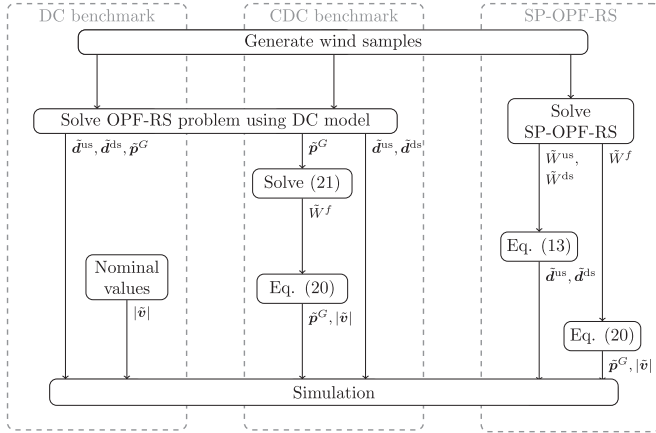 DC benchmark
CDC benchmark
SP-OPF-RS
Generate wind samples
Solve OPF-RS problem using DC model
Solve
SP-OPF-RS
d̃ᵘˢ, d̃ᵈˢ, p̃ᴳ
p̃ᴳ
d̃ᵘˢ, d̃ᵈˢ
W̃ᵘˢ,
W̃ᵈˢ
W̃ᶠ
Solve (21)
W̃ᶠ
Eq. (13)
d̃ᵘˢ, d̃ᵈˢ
Nominal
values
|ṽ|
Eq. (20)
p̃ᴳ, |ṽ|
Eq. (20)
p̃ᴳ, |ṽ|
Simulation